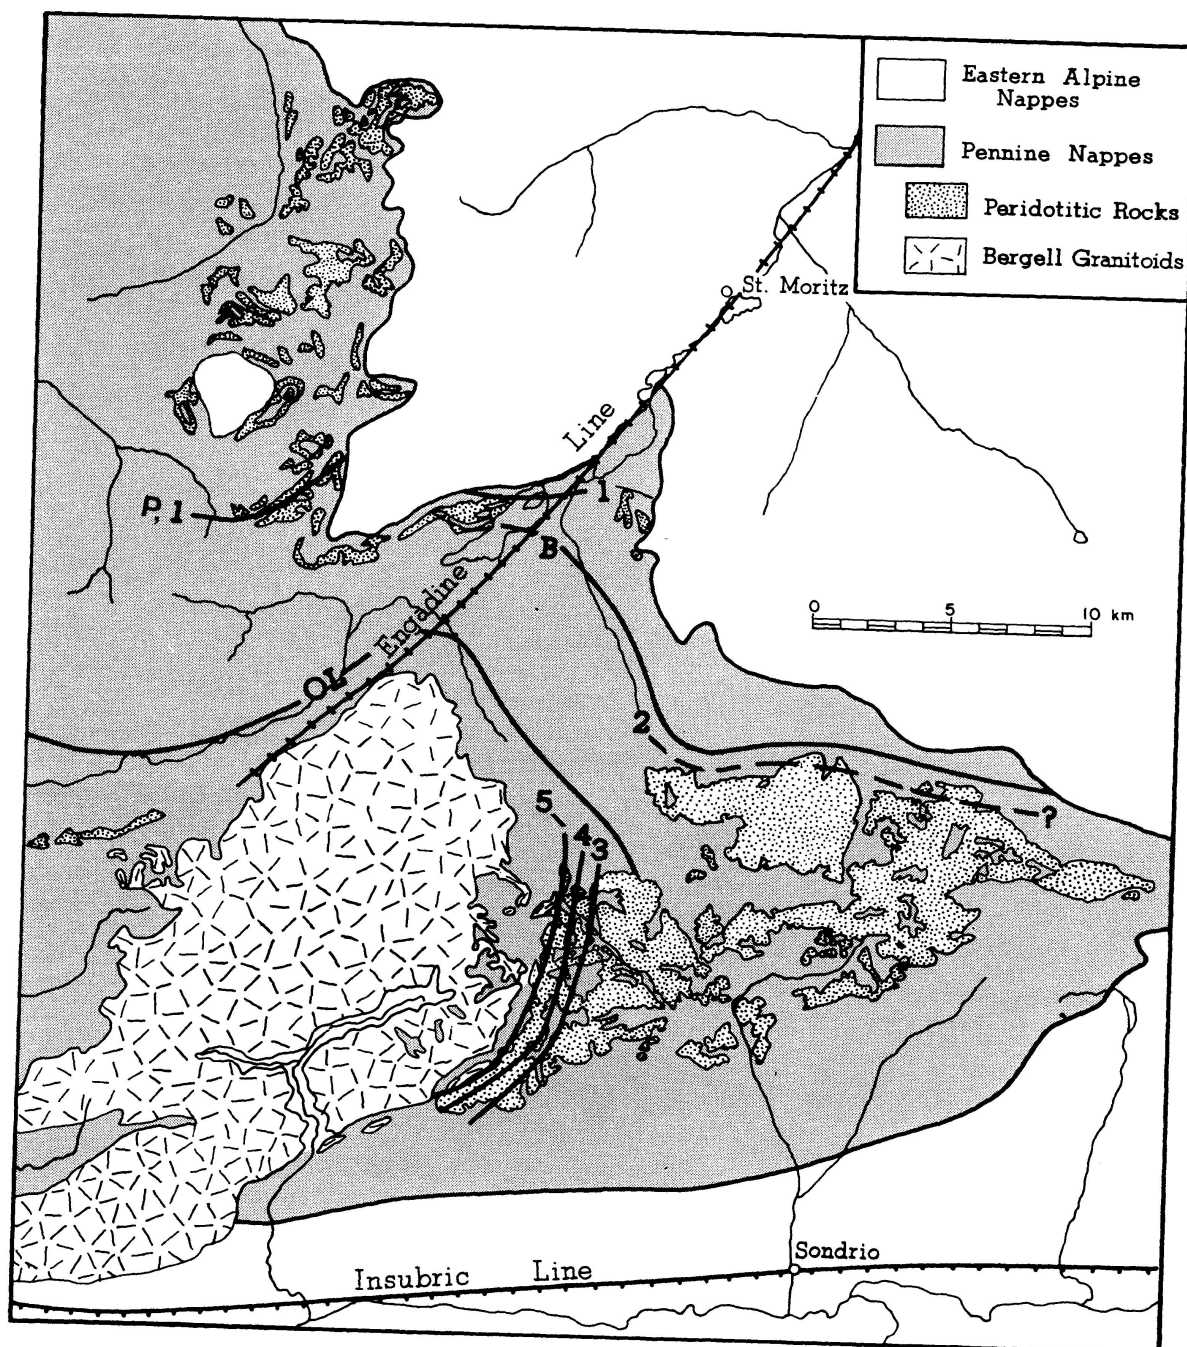 Eastern Alpine
Nappes
Pennine Nappes
Peridotitic Rocks
Bergell Granitoids
St. Moritz
Line
P, 1
1
B
Engadine
0 5 10 km
OL
2
5
4
3
?
Sondrio
Insubric Line